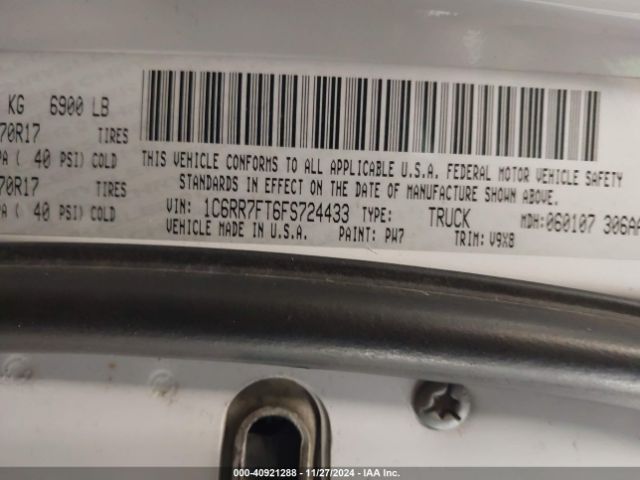 KG 6900 LB
70R17 TIRES
PA ( 40 PSI) COLD
70R17 TIRES
PA ( 40 PSI) COLD
THIS VEHICLE CONFORMS TO ALL APPLICABLE U.S.A. FEDERAL MOTOR VEHICLE SAFETY
STANDARDS IN EFFECT ON THE DATE OF MANUFACTURE SHOWN ABOVE.
VIN: 1C6RR7FT6FS724433 TYPE: TRUCK MDH:060107 306AA
VEHICLE MADE IN U.S.A. PAINT: PW7 TRIM: V9X8
000-40921288 - 11/27/2024 - IAA Inc.